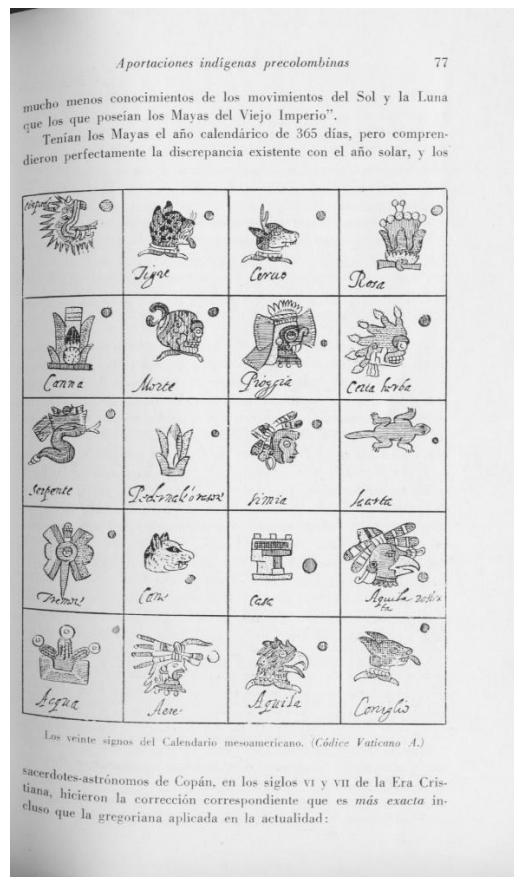 Aportaciones indígenas precolombinas 77
mucho menos conocimientos de los movimientos del Sol y la Luna
que los que poseían los Mayas del Viejo Imperio”.
Tenían los Mayas el año calendárico de 365 días, pero compren-
dieron perfectamente la discrepancia existente con el año solar, y los
Tigre
Ceruo
Rosa
Canna
Morte
Pioggia
Certa herba
Serpente
Simia
Cane
Casa
Aquila
Acqua
Aere
Aquila
Coniglio
Los veinte signos del Calendario mesoamericano. (Códice Vaticano A.)
sacerdotes-astrónomos de Copán, en los siglos VI y VII de la Era Cris-
tiana, hicieron la corrección correspondiente que es más exacta in-
cluso que la gregoriana aplicada en la actualidad: